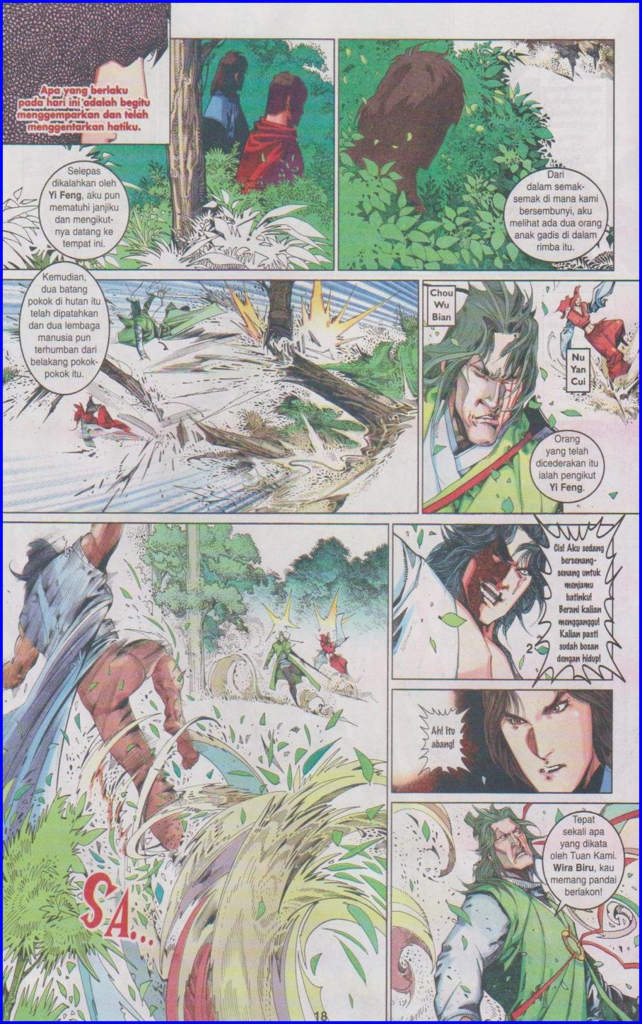 Apa yang berlaku
pada hari ini adalah begitu
menggemparkan dan telah
menggentarkan hatiku.
Selepas
dikalahkan oleh
Yi Feng, aku pun
mematuhi janjiku
dan mengikut-
nya datang ke
tempat ini.
Dari
dalam semak-
semak di mana kami
bersembunyi, aku
melihat ada dua orang
anak gadis di dalam
rimba itu.
Kemudian,
dua batang
pokok di hutan itu
telah dipatahkan
dan dua lembaga
manusia pun
terhumban dari
belakang pokok-
pokok itu.
Chou
Wu
Bian
Nu
Yan
Cui
Orang
yang telah
dicederakan itu
ialah pengikut
Yi Feng.
Cis! Aku sedang
bersenang-
senang untuk
menjamu
batinku!
Berani kalian
mengganggu!
Kalian pasti
sudah bosan
dengan hidup!
Ah! Itu
abang!
Tepat
sekali apa
yang dikata
oleh Tuan Kami.
Wira Biru, kau
memang pandai
berlakon!
SA...
18